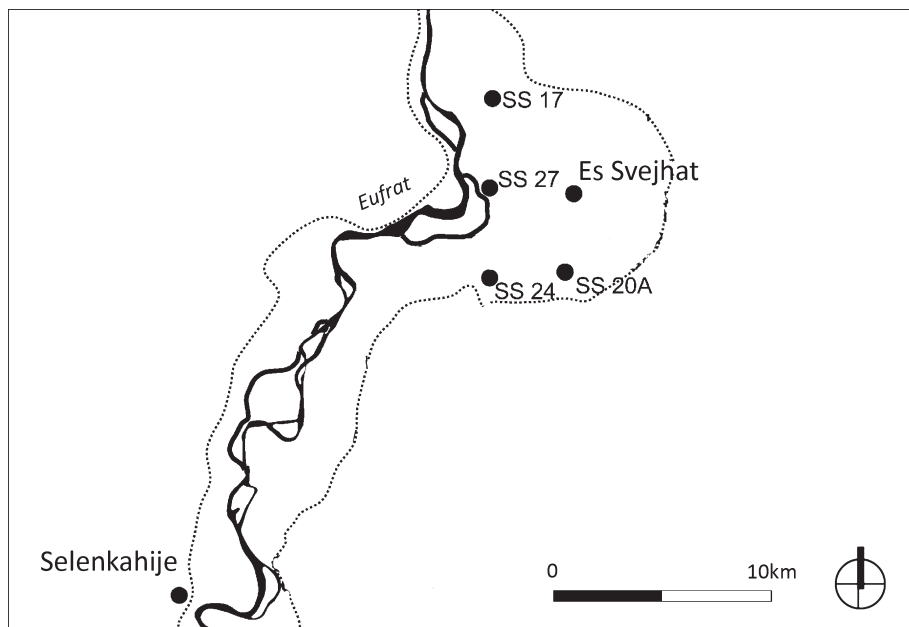 SS 17
SS 27
Es Svejhat
Eufrat
SS 24
SS 20A
Selenkahije
0
10km